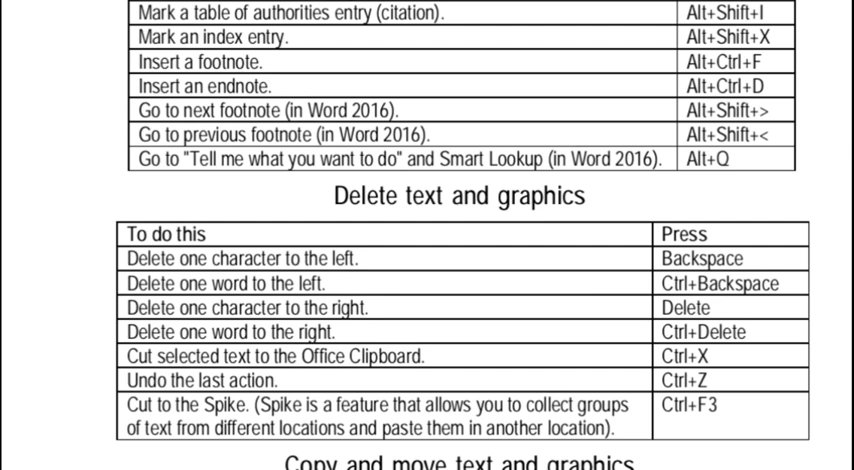 Mark a table of authorities entry (citation). Alt+Shift+I
Mark an index entry. Alt+Shift+X
Insert a footnote. Alt+Ctrl+F
Insert an endnote. Alt+Ctrl+D
Go to next footnote (in Word 2016). Alt+Shift+>
Go to previous footnote (in Word 2016). Alt+Shift+<
Go to "Tell me what you want to do" and Smart Lookup (in Word 2016). Alt+Q
Delete text and graphics
To do this Press
Delete one character to the left. Backspace
Delete one word to the left. Ctrl+Backspace
Delete one character to the right. Delete
Delete one word to the right. Ctrl+Delete
Cut selected text to the Office Clipboard. Ctrl+X
Undo the last action. Ctrl+Z
Cut to the Spike. (Spike is a feature that allows you to collect groups Ctrl+F3
of text from different locations and paste them in another location).
Copy and move text and graphics